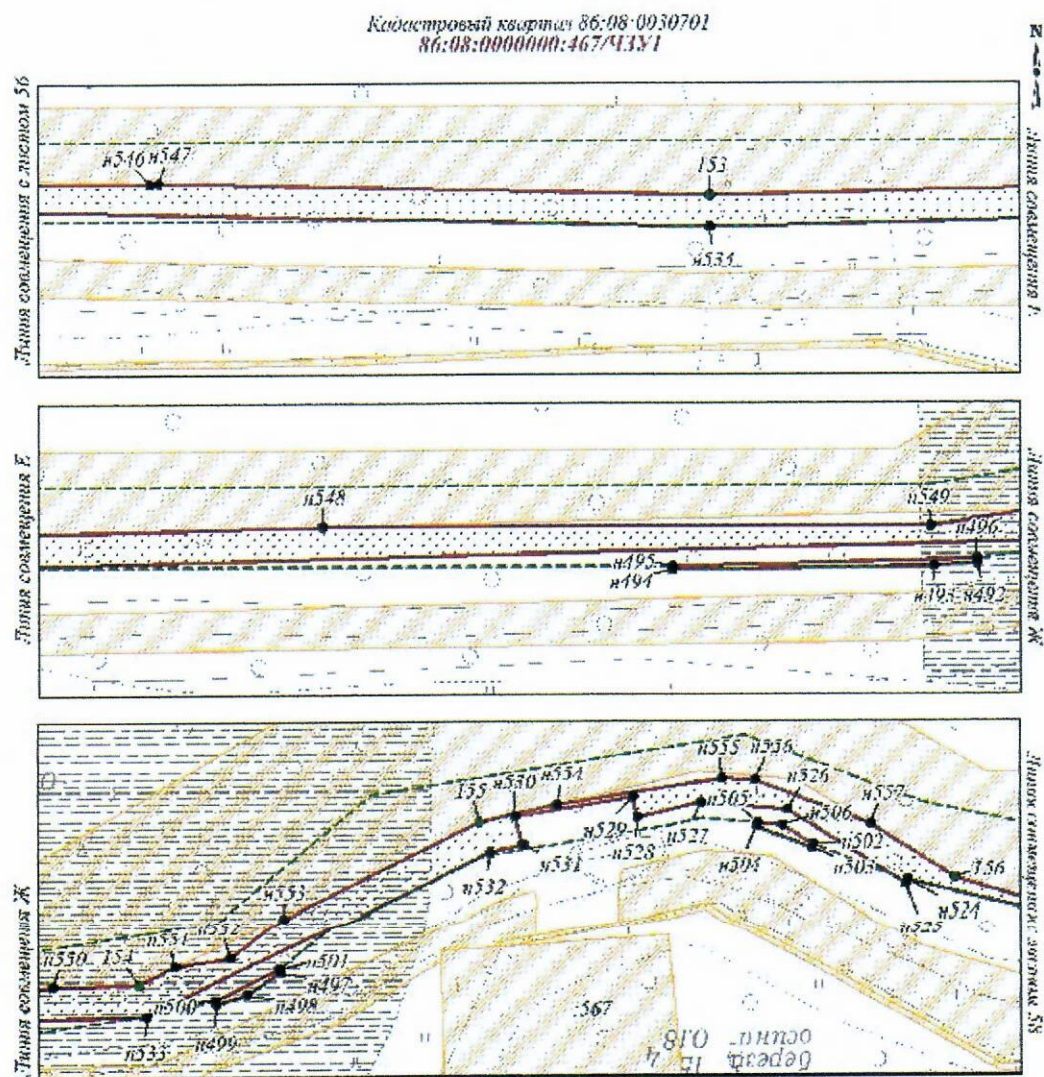 Кадастровый квартал 86:08:0030701
86:08:0000000:467/ЧЗУ1
N
Линия совмещения с листом 56
н546
н547
153
н534
Линия совмещения Е
Линия совмещения Е
н548
н549
н496
н495
н494
н493
н492
Линия совмещения Ж
Линия совмещения Ж
н550
154
н551
н552
н553
155
н530
н554
н555
н556
н526
н557
н505
н506
н529
н527
н528
н531
н532
н504
н502
н503
156
н524
н525
н501
н497
н498
н500
н499
н533
567
береза
осина
0.18
15
4
Линия совмещения с листом 58